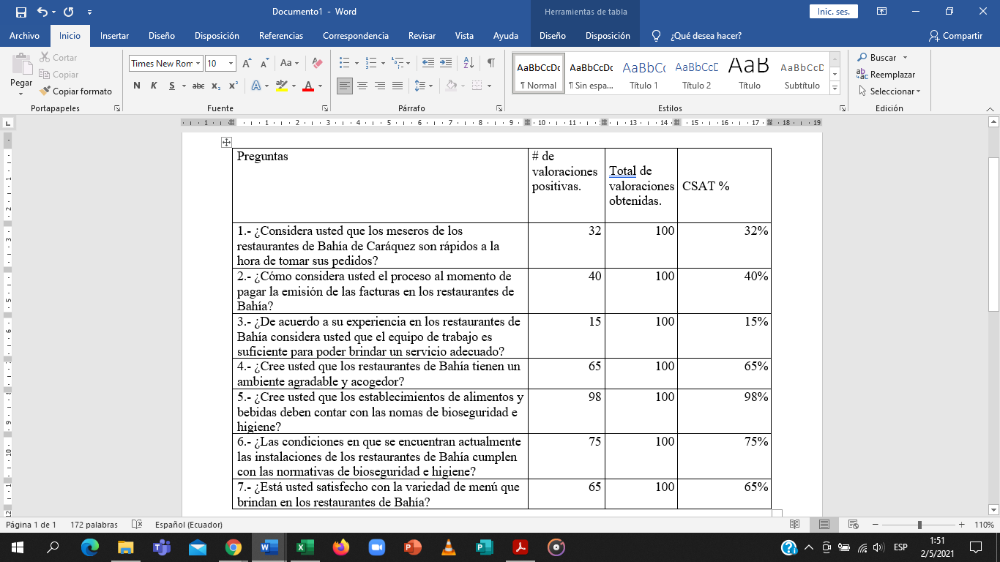 Documento1 - Word
Herramientas de tabla
Inic. ses.
Archivo Inicio Insertar Diseño Disposición Referencias Correspondencia Revisar Vista Ayuda Diseño Disposición ¿Qué desea hacer? Compartir
Pegar
Cortar
Copiar
Copiar formato
Portapapeles
Times New Rom 10
Aa
N K S abc x₂ x²
Fuente
Párrafo
AaBbCcDc AaBbCcDc AaBbC( AaBbCcE AaB AaBbCcD
¶ Normal ¶ Sin espa... Título 1 Título 2 Título Subtítulo
Estilos
Buscar
Reemplazar
Seleccionar
Edición
Preguntas
# de
valoraciones
positivas.
Total de
valoraciones
obtenidas.
CSAT %
1.- ¿Considera usted que los meseros de los
restaurantes de Bahía de Caráquez son rápidos a la
hora de tomar sus pedidos?
32 100 32%
2.- ¿Cómo considera usted el proceso al momento de
pagar la emisión de las facturas en los restaurantes de
Bahía?
40 100 40%
3.- ¿De acuerdo a su experiencia en los restaurantes de
Bahía considera usted que el equipo de trabajo es
suficiente para poder brindar un servicio adecuado?
15 100 15%
4.- ¿Cree usted que los restaurantes de Bahía tienen un
ambiente agradable y acogedor?
65 100 65%
5.- ¿Cree usted que los establecimientos de alimentos y
bebidas deben contar con las nomas de bioseguridad e
higiene?
98 100 98%
6.- ¿Las condiciones en que se encuentran actualmente
las instalaciones de los restaurantes de Bahía cumplen
con las normativas de bioseguridad e higiene?
75 100 75%
7.- ¿Está usted satisfecho con la variedad de menú que
brindan en los restaurantes de Bahía?
65 100 65%
Página 1 de 1 172 palabras Español (Ecuador) 110%
ESP
1:51
2/5/2021